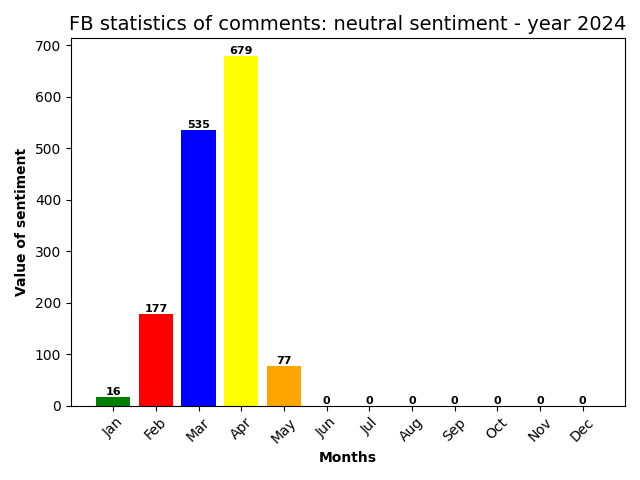 FB statistics of comments: neutral sentiment - year 2024
700
600
500
400
300
200
100
0
Value of sentiment
16
177
535
679
77
0
0
0
0
0
0
0
Jan
Feb
Mar
Apr
May
Jun
Jul
Aug
Sep
Oct
Nov
Dec
Months